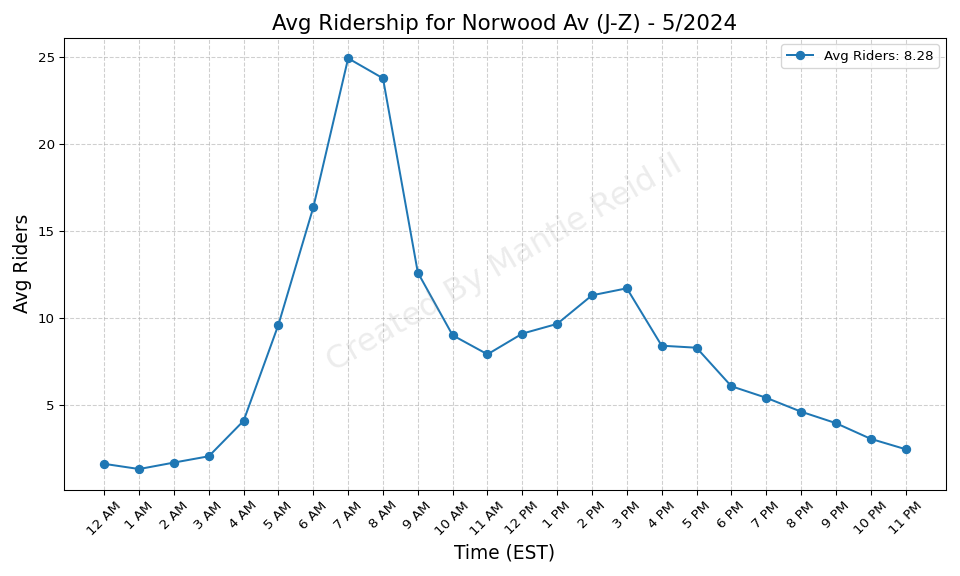 Avg Ridership for Norwood Av (J-Z) - 5/2024
Avg Riders: 8.28
25
20
15
10
5
Avg Riders
Created By Mantie Reid II
12 AM
1 AM
2 AM
3 AM
4 AM
5 AM
6 AM
7 AM
8 AM
9 AM
10 AM
11 AM
12 PM
1 PM
2 PM
3 PM
4 PM
5 PM
6 PM
7 PM
8 PM
9 PM
10 PM
11 PM
Time (EST)